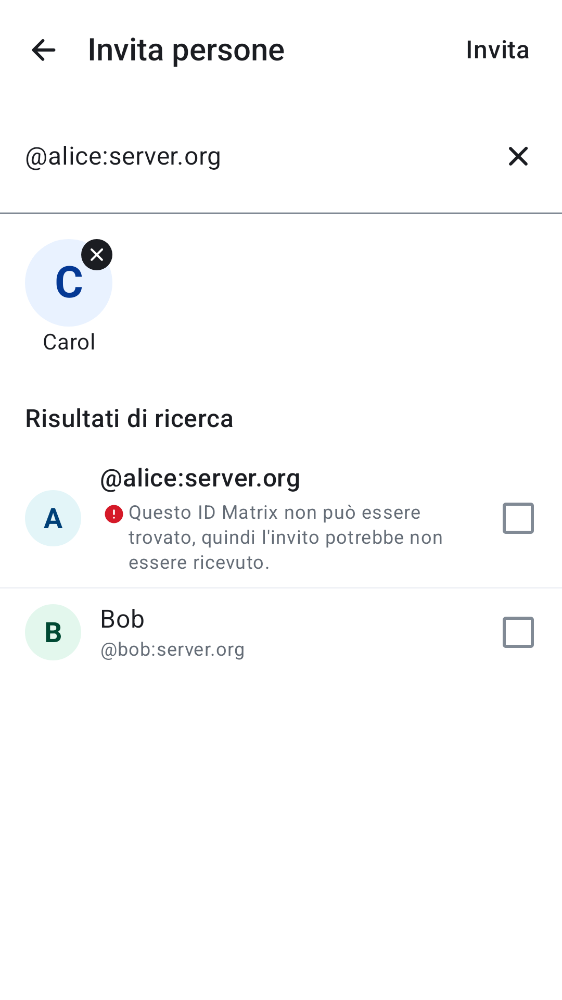 Invita persone
Invita
@alice:server.org
C
Carol
Risultati di ricerca
A
@alice:server.org
Questo ID Matrix non può essere
trovato, quindi l'invito potrebbe non
essere ricevuto.
B
Bob
@bob:server.org